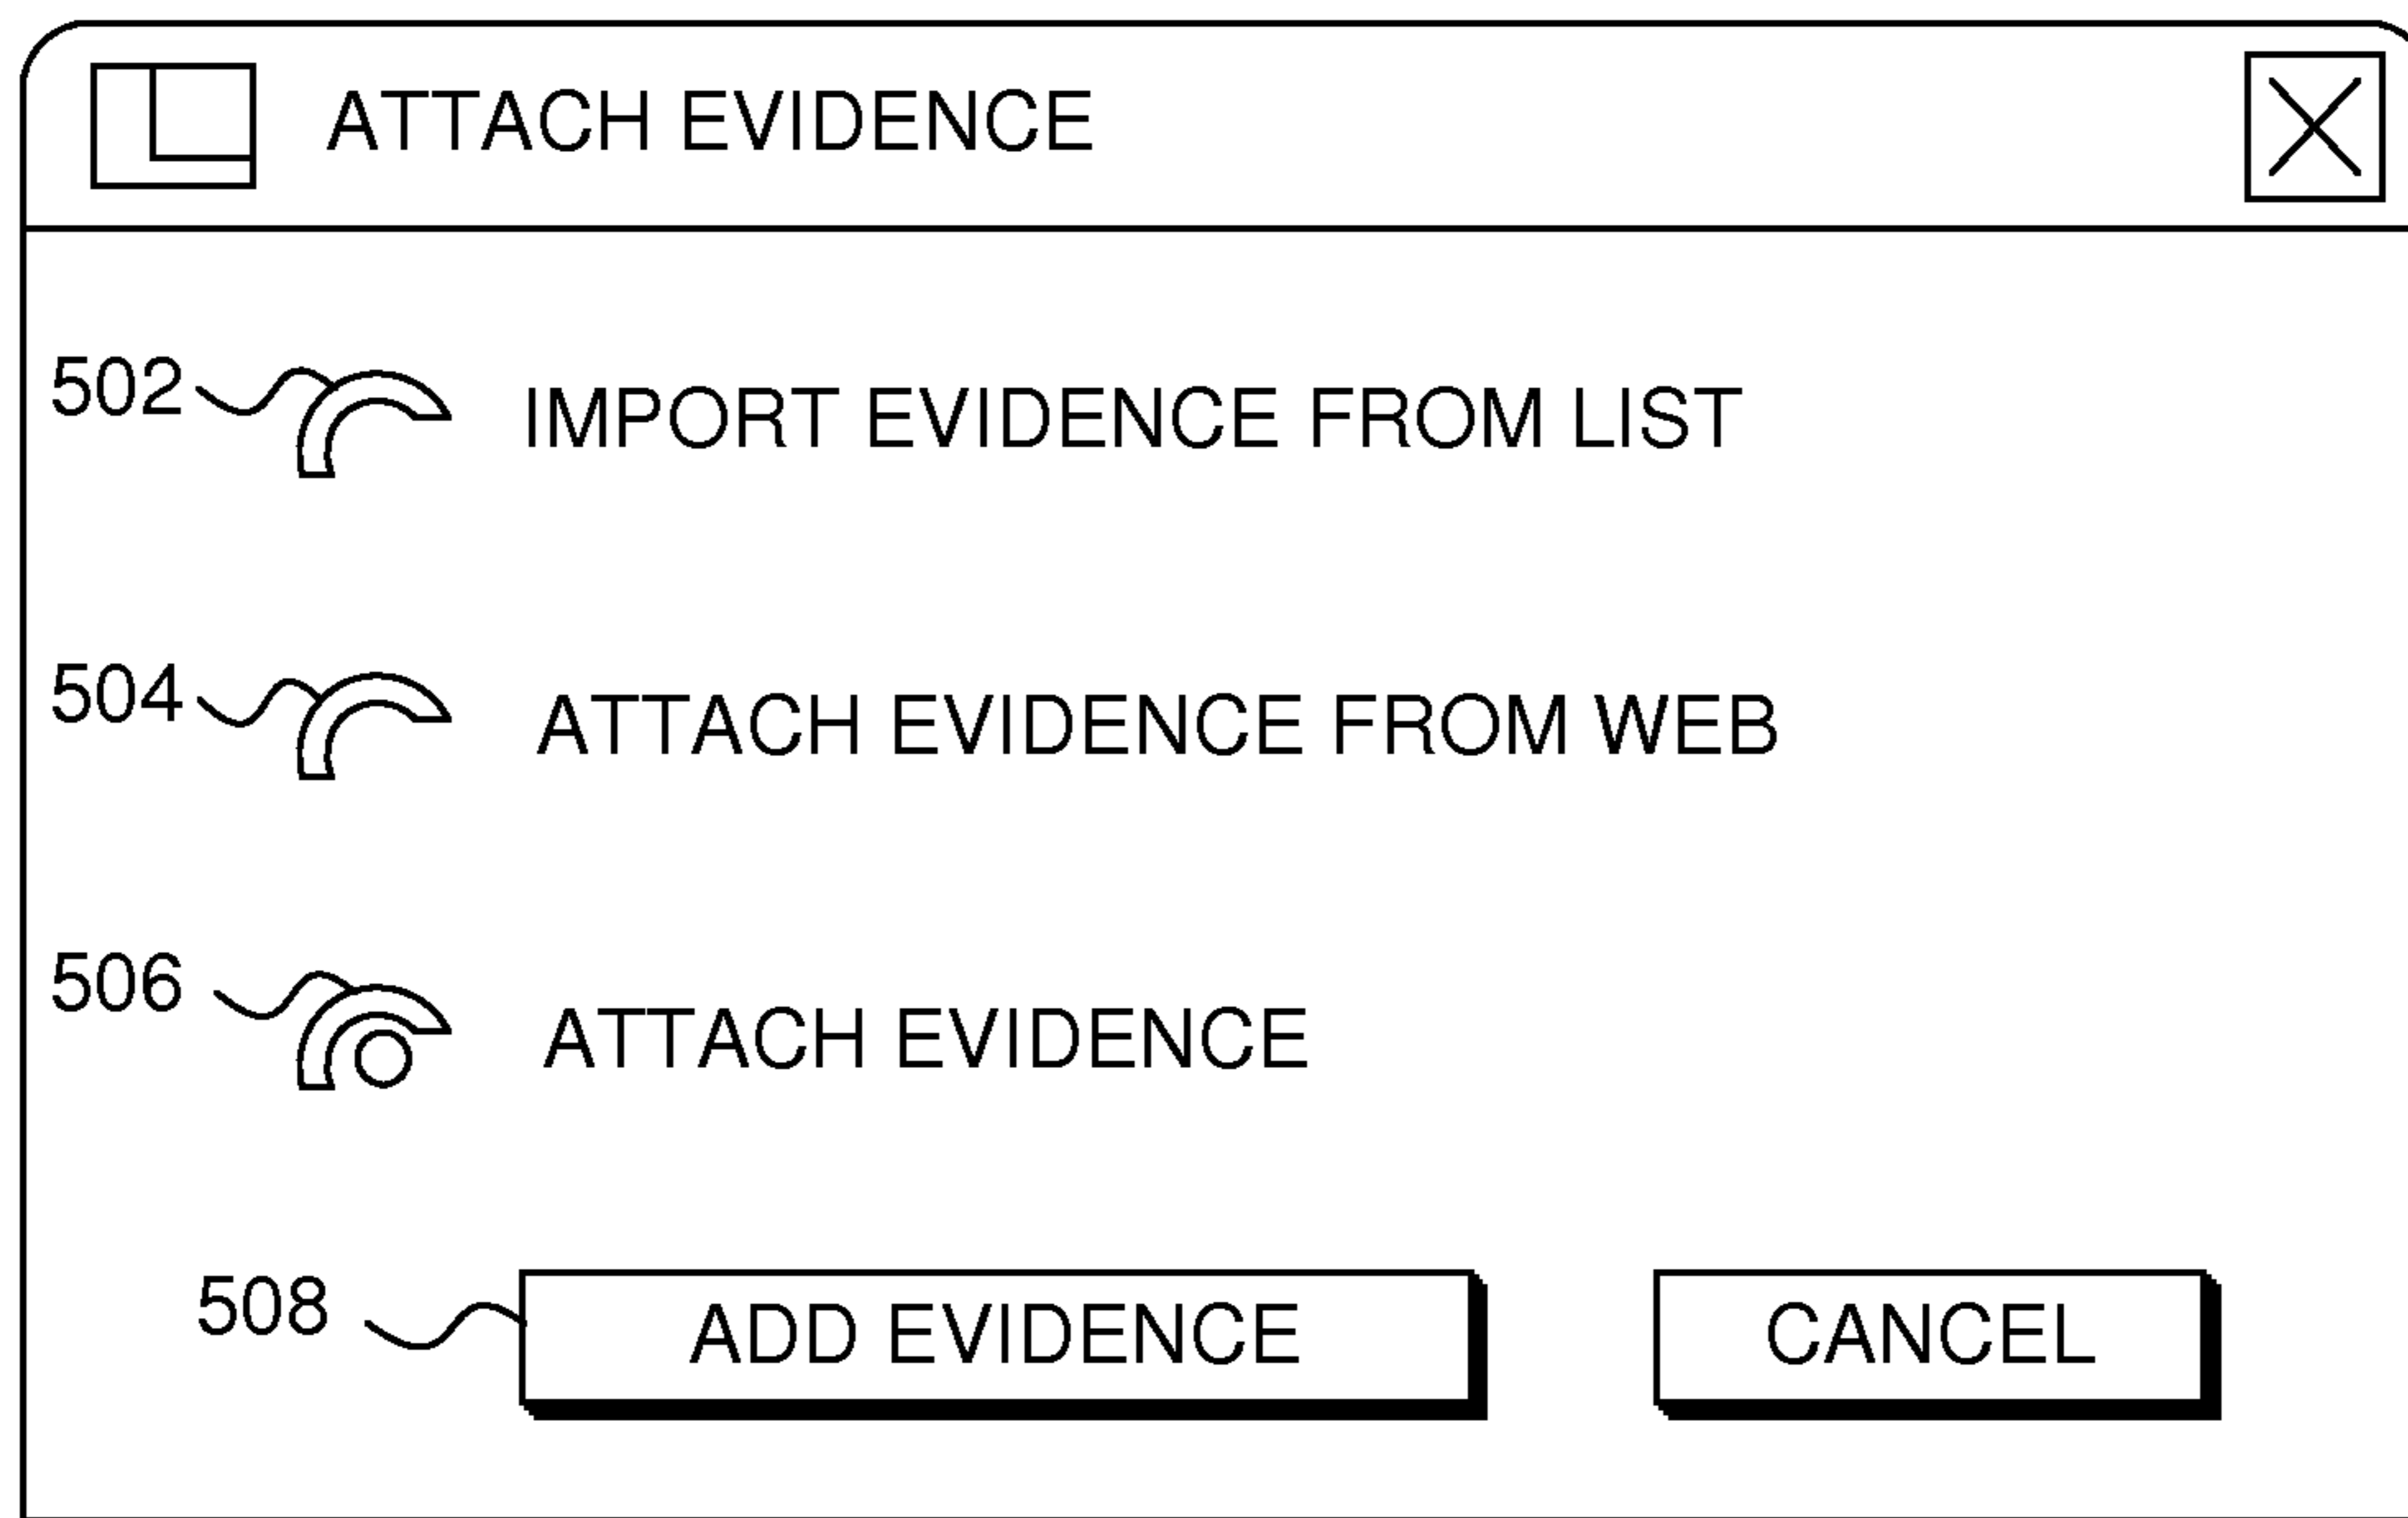 ATTACH EVIDENCE
502 IMPORT EVIDENCE FROM LIST
504 ATTACH EVIDENCE FROM WEB
506 ATTACH EVIDENCE
508 ADD EVIDENCE CANCEL